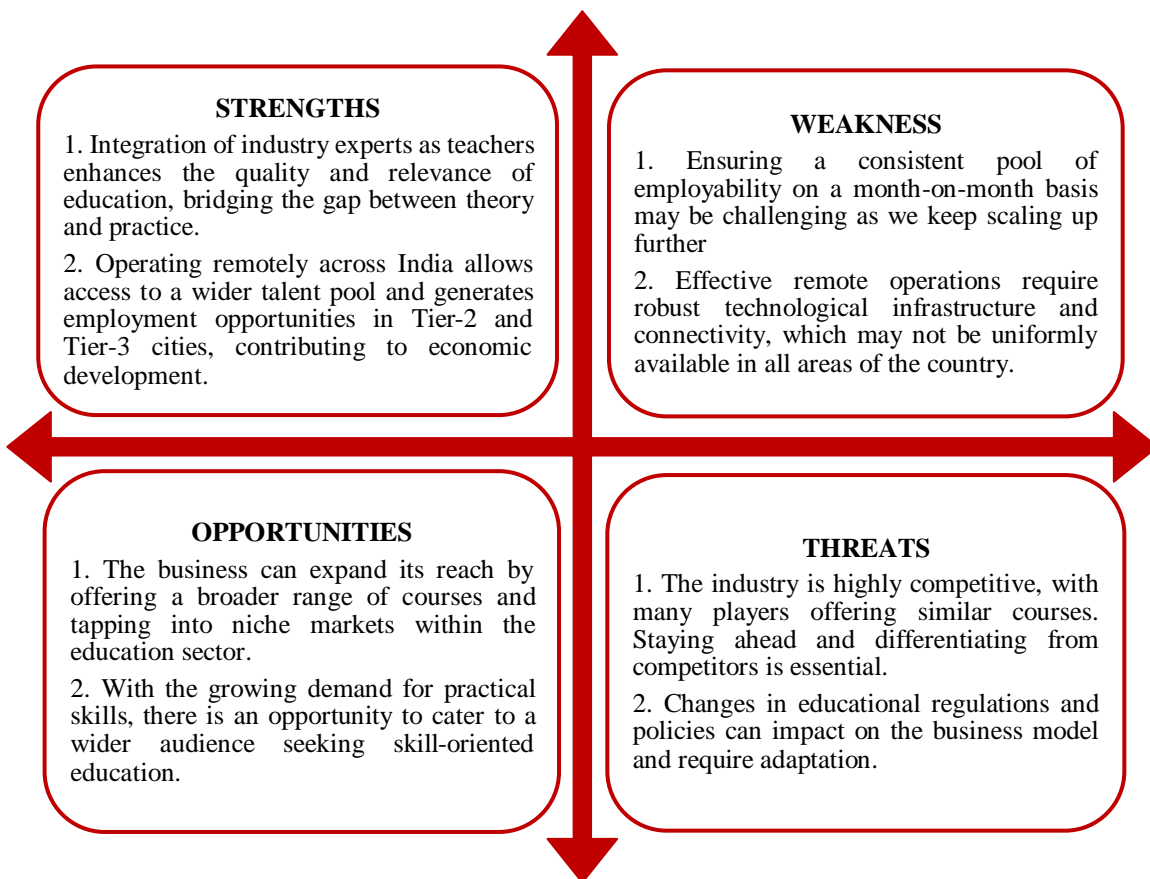 STRENGTHS
1. Integration of industry experts as teachers
enhances the quality and relevance of
education, bridging the gap between theory
and practice.
2. Operating remotely across India allows
access to a wider talent pool and generates
employment opportunities in Tier-2 and
Tier-3 cities, contributing to economic
development.
WEAKNESS
1. Ensuring a consistent pool of
employability on a month-on-month basis
may be challenging as we keep scaling up
further
2. Effective remote operations require
robust technological infrastructure and
connectivity, which may not be uniformly
available in all areas of the country.
OPPORTUNITIES
1. The business can expand its reach by
offering a broader range of courses and
tapping into niche markets within the
education sector.
2. With the growing demand for practical
skills, there is an opportunity to cater to a
wider audience seeking skill-oriented
education.
THREATS
1. The industry is highly competitive, with
many players offering similar courses.
Staying ahead and differentiating from
competitors is essential.
2. Changes in educational regulations and
policies can impact on the business model
and require adaptation.